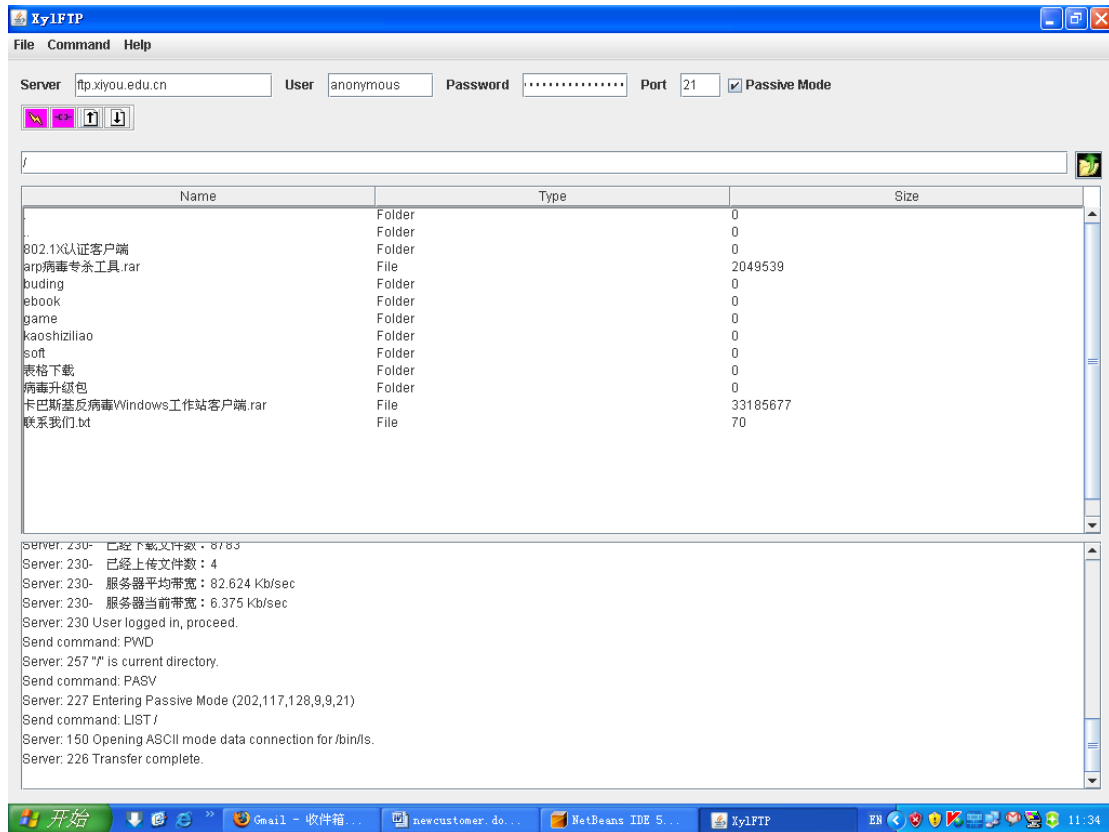 XylFTP
File Command Help
Server ftp.xiyou.edu.cn User anonymous Password Port 21 Passive Mode
/
Name Type Size
. Folder 0
.. Folder 0
802.1X认证客户端 Folder 0
arp病毒专杀工具.rar File 2049539
buding Folder 0
ebook Folder 0
game Folder 0
kaoshiziliao Folder 0
soft Folder 0
表格下载 Folder 0
病毒升级包 Folder 0
卡巴斯基反病毒Windows工作站客户端.rar File 33185677
联系我们.txt File 70
Server: 230- 已经下载文件数：8783
Server: 230- 已经上传文件数：4
Server: 230- 服务器平均带宽：82.624 Kb/sec
Server: 230- 服务器当前带宽：6.375 Kb/sec
Server: 230 User logged in, proceed.
Send command: PWD
Server: 257 "/" is current directory.
Send command: PASV
Server: 227 Entering Passive Mode (202,117,128,9,9,21)
Send command: LIST /
Server: 150 Opening ASCII mode data connection for /bin/ls.
Server: 226 Transfer complete.
开始 Gmail - 收件箱... newcustomer.do... NetBeans IDE 5... XylFTP EN 11:34